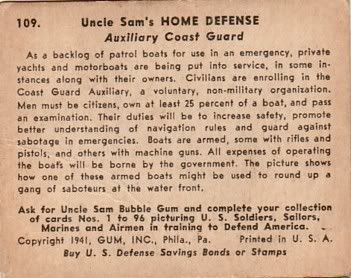 109. Uncle Sam's HOME DEFENSE
Auxiliary Coast Guard
As a backlog of patrol boats for use in an emergency, private
yachts and motorboats are being put into service, in some in-
stances along with their owners. Civilians are enrolling in the
Coast Guard Auxiliary, a voluntary, non-military organization.
Men must be citizens, own at least 25 percent of a boat, and pass
an examination. Their duties will be to increase safety, promote
better understanding of navigation rules and guard against
sabotage in emergencies. Boats are armed, some with rifles and
pistols, and others with machine guns. All expenses of operating
the boats will be born by the government. The picture shows
how one of these armed boats might be used to round up a
gang of saboteurs at the water front.
Ask for Uncle Sam Bubble Gum and complete your collection
of cards Nos. 1 to 96 picturing U. S. Soldiers, Sailors,
Marines and Airmen in training to Defend America.
Copyright 1941, GUM, INC., Phila., Pa. Printed in U. S. A.
Buy U. S. Defense Savings Bonds or Stamps